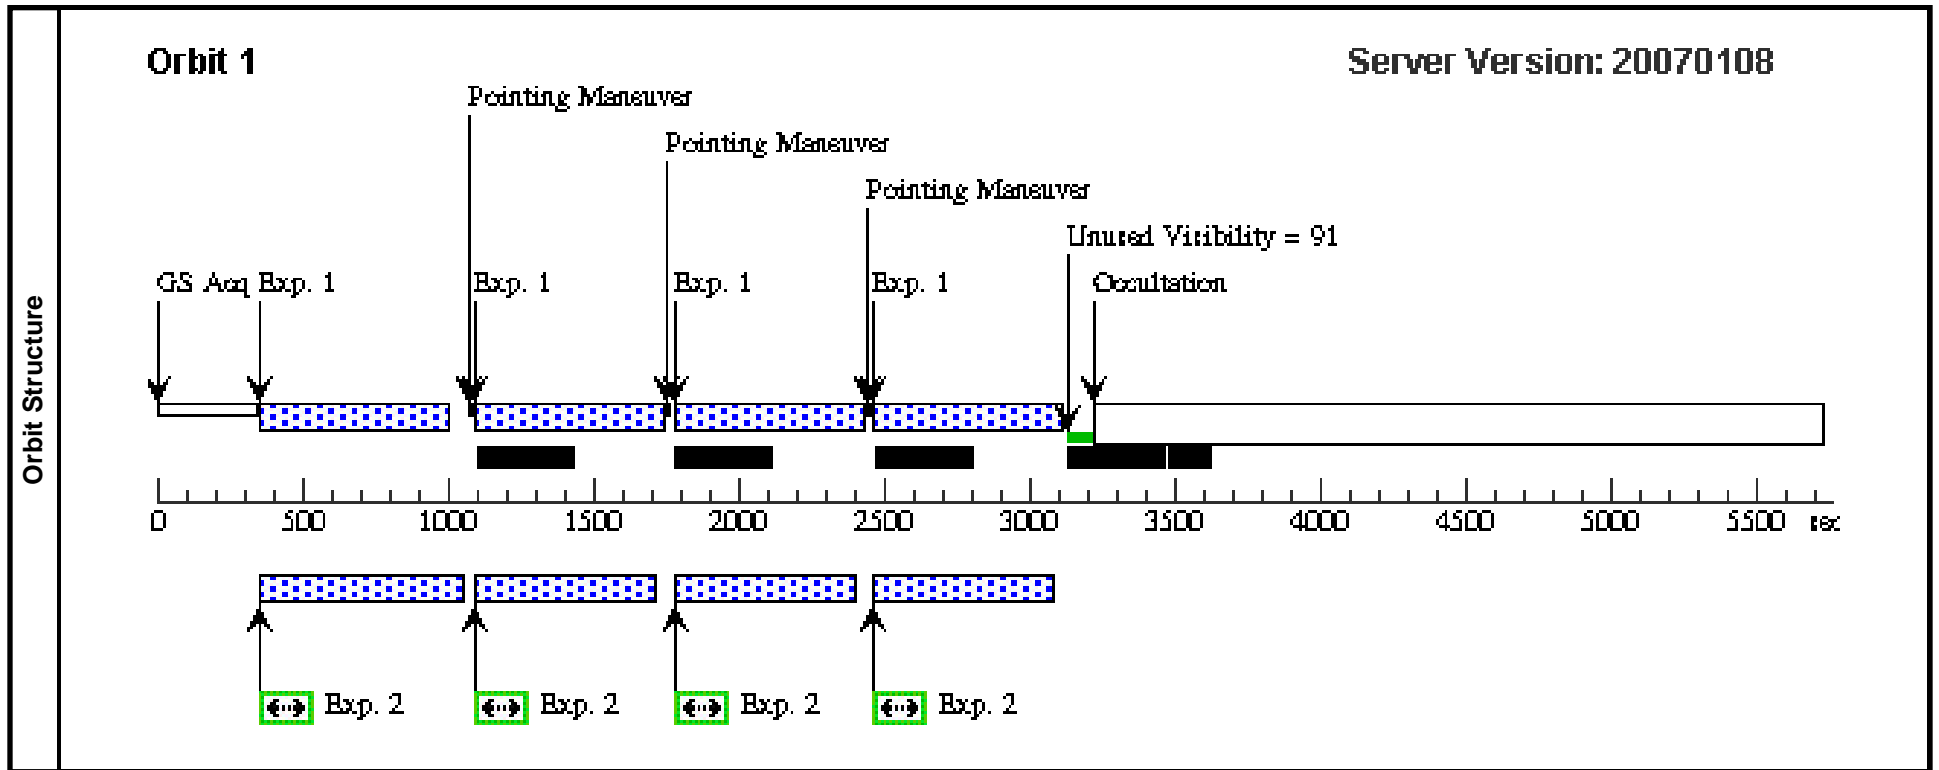 Orbit 1
Server Version: 20070108
Pointing Maneuver
Pointing Maneuver
Pointing Maneuver
Unused Visibility = 91
GS Acq Exp. 1 Exp. 1 Exp. 1 Exp. 1 Occultation
Orbit Structure
0 500 1000 1500 2000 2500 3000 3500 4000 4500 5000 5500 sec
Exp. 2 Exp. 2 Exp. 2 Exp. 2